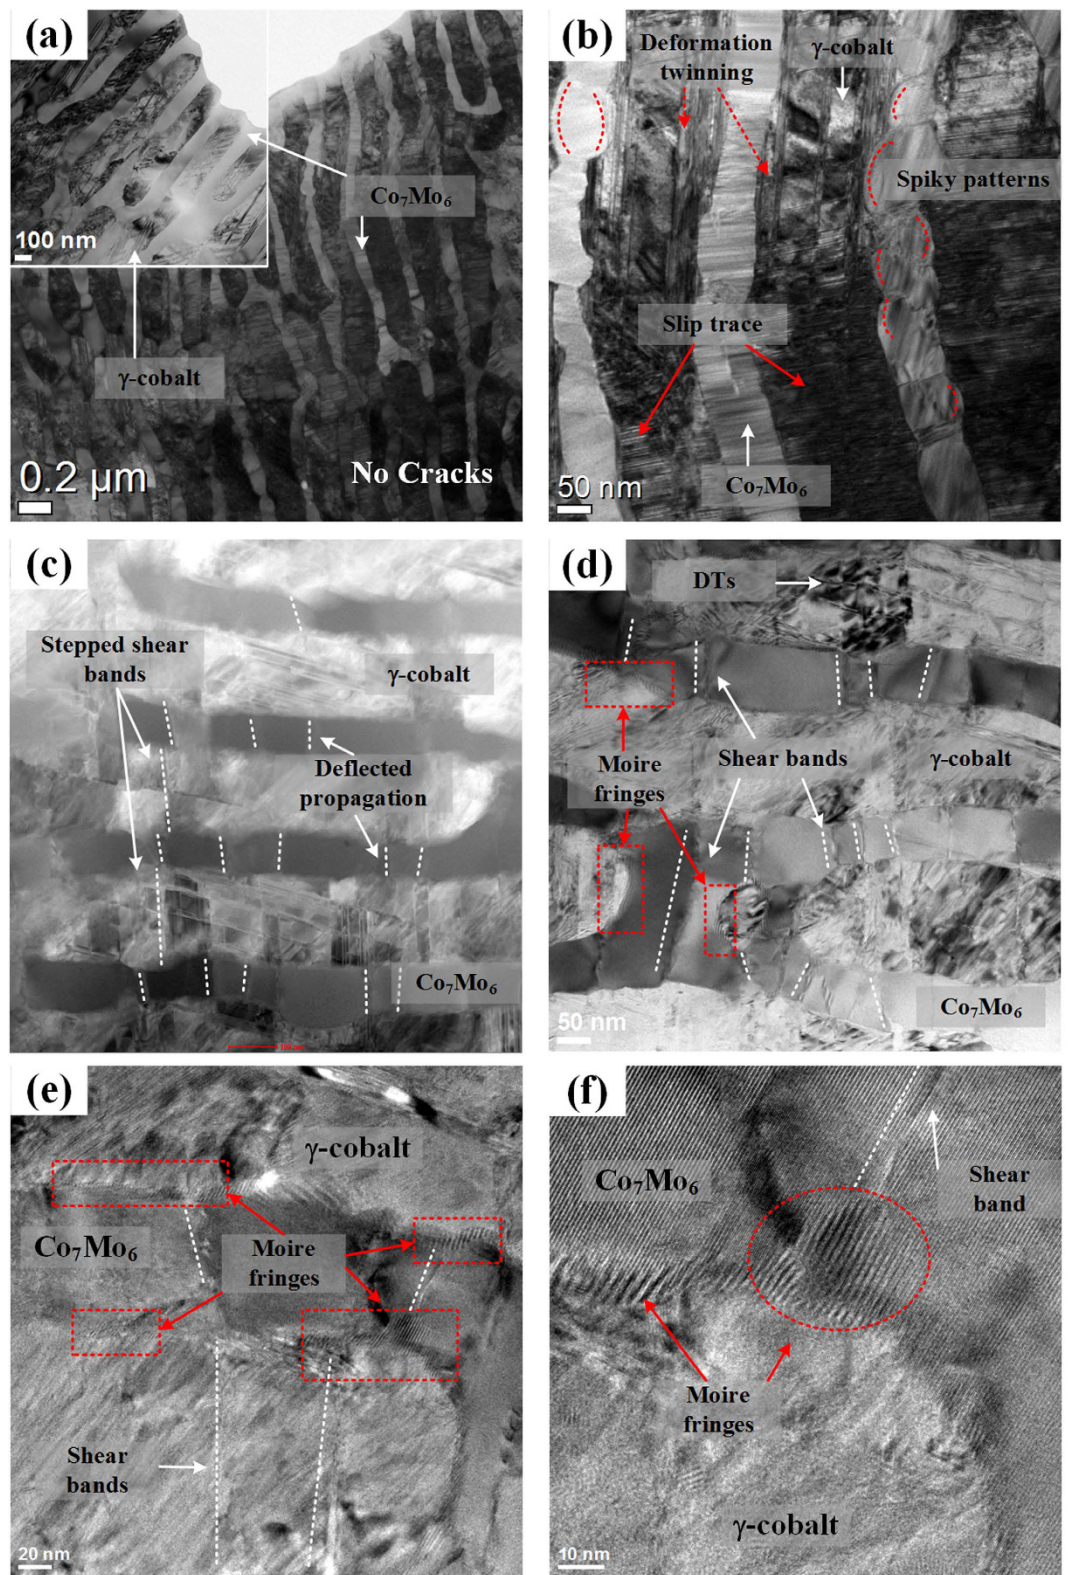 (a)
Co₇Mo₆
100 nm
γ-cobalt
0.2 μm
No Cracks
(b)
Deformation
twinning
γ-cobalt
Spiky patterns
Slip trace
Co₇Mo₆
50 nm
(c)
Stepped shear
bands
γ-cobalt
Deflected
propagation
Co₇Mo₆
(d)
DTs
Moire
fringes
Shear bands
γ-cobalt
Co₇Mo₆
50 nm
(e)
γ-cobalt
Co₇Mo₆
Moire
fringes
Shear
bands
20 nm
(f)
Co₇Mo₆
Shear
band
Moire
fringes
γ-cobalt
10 nm